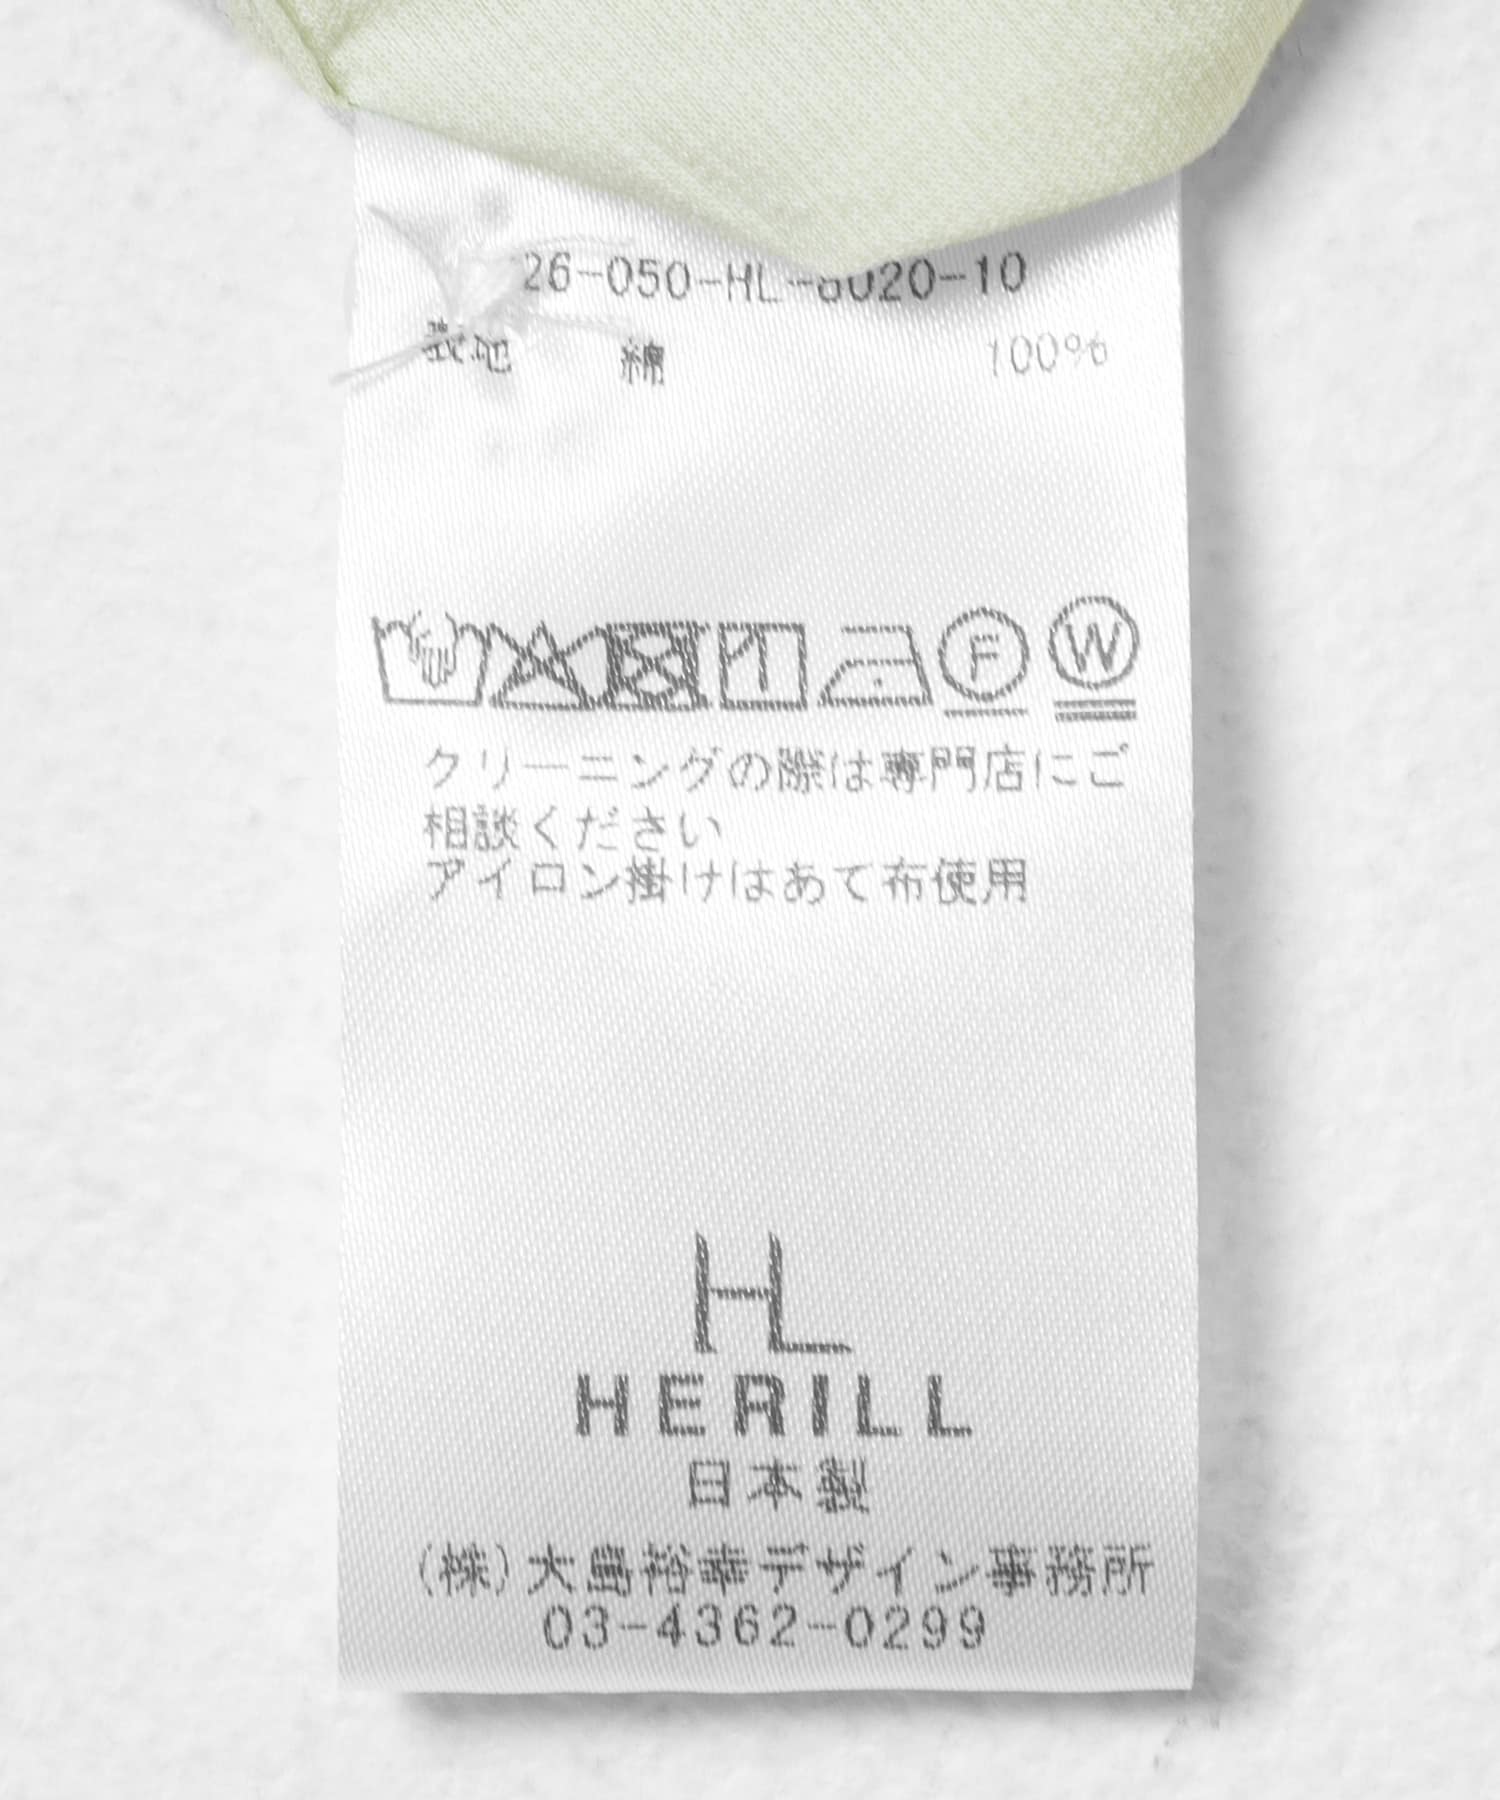 26-050-HL-8020-10
表地 綿 100%
F W
クリーニングの際は専門店にご
相談ください
アイロン掛けはあて布使用
HL
HERILL
日本製
(株)大島裕幸デザイン事務所
03-4362-0299